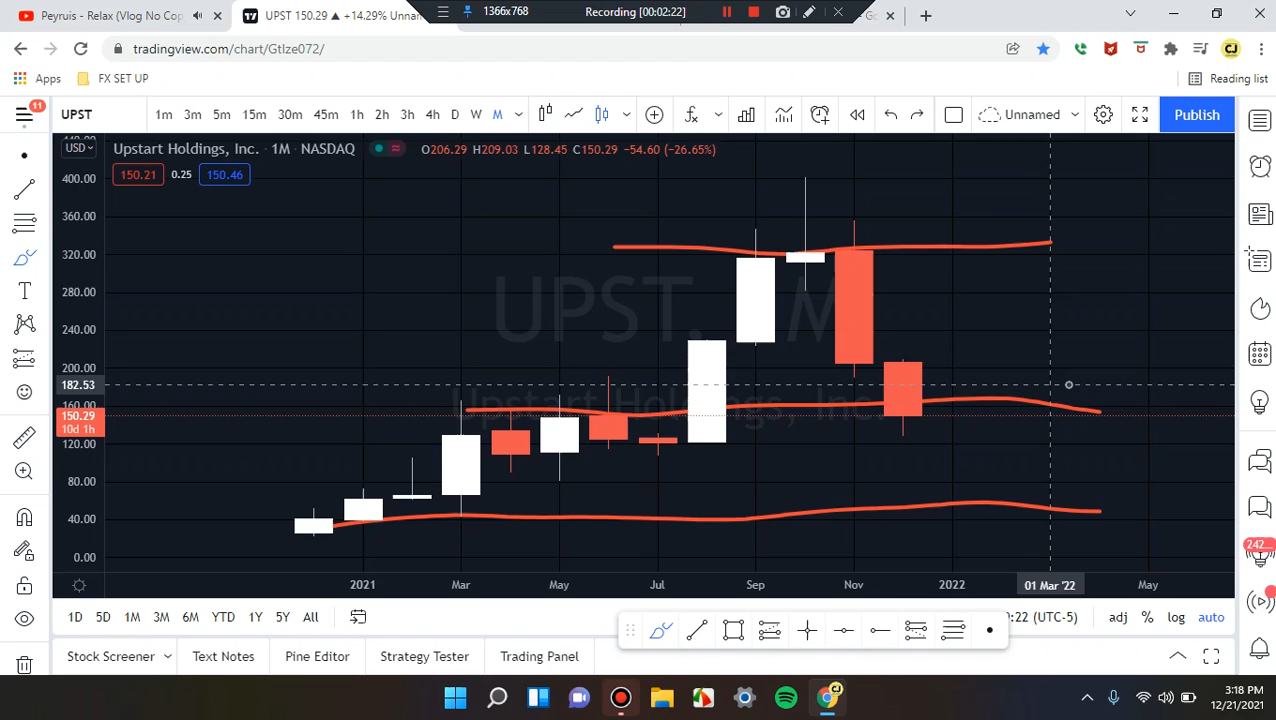 Peyruis - Relax (Vlog No Cop
UPST 150.29 ▲ +14.29% Unnan
1366x768
Recording [00:02:22]
tradingview.com/chart/GtIze072/
Apps
FX SET UP
Reading list
11
UPST
1m 3m 5m 15m 30m 45m 1h 2h 3h 4h D W M
Unnamed
Publish
USD
Upstart Holdings, Inc. · 1M · NASDAQ
O206.29 H209.03 L128.45 C150.29 −54.60 (−26.65%)
150.21 0.25 150.46
400.00
360.00
320.00
280.00
240.00
200.00
182.53
160.00
150.29
10d 1h
120.00
80.00
40.00
0.00
UPST, M
Upstart Holdings, Inc.
2021 Mar May Jul Sep Nov 2022 01 Mar '22 May
242...
1D 5D 1M 3M 6M YTD 1Y 5Y All
:22 (UTC-5)
adj % log auto
Stock Screener
Text Notes
Pine Editor
Strategy Tester
Trading Panel
CJ
3:18 PM
12/21/2021